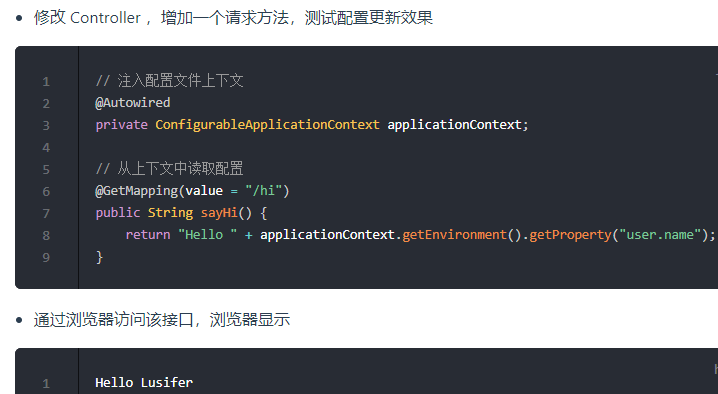 修改 Controller ，增加一个请求方法，测试配置更新效果
1 // 注入配置文件上下文
2 @Autowired
3 private ConfigurableApplicationContext applicationContext;
4
5 // 从上下文中读取配置
6 @GetMapping(value = "/hi")
7 public String sayHi() {
8 return "Hello " + applicationContext.getEnvironment().getProperty("user.name");
9 }
通过浏览器访问该接口，浏览器显示
1 Hello Lusifer